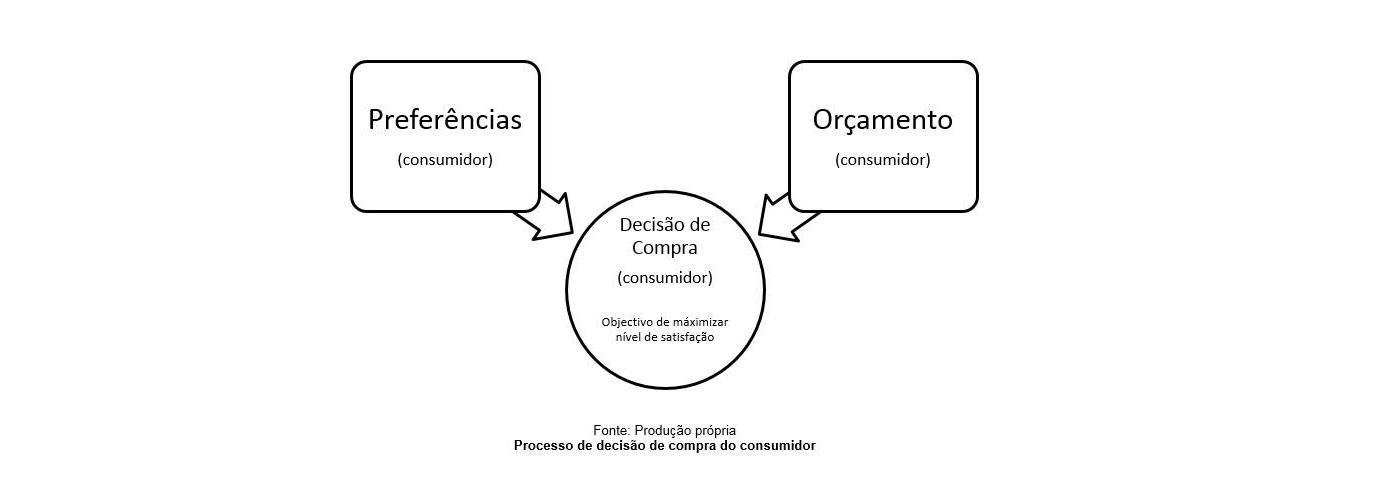 Preferências
(consumidor)
Orçamento
(consumidor)
Decisão de
Compra
(consumidor)
Objectivo de máximizar
nível de satisfação
Fonte: Produção própria
Processo de decisão de compra do consumidor